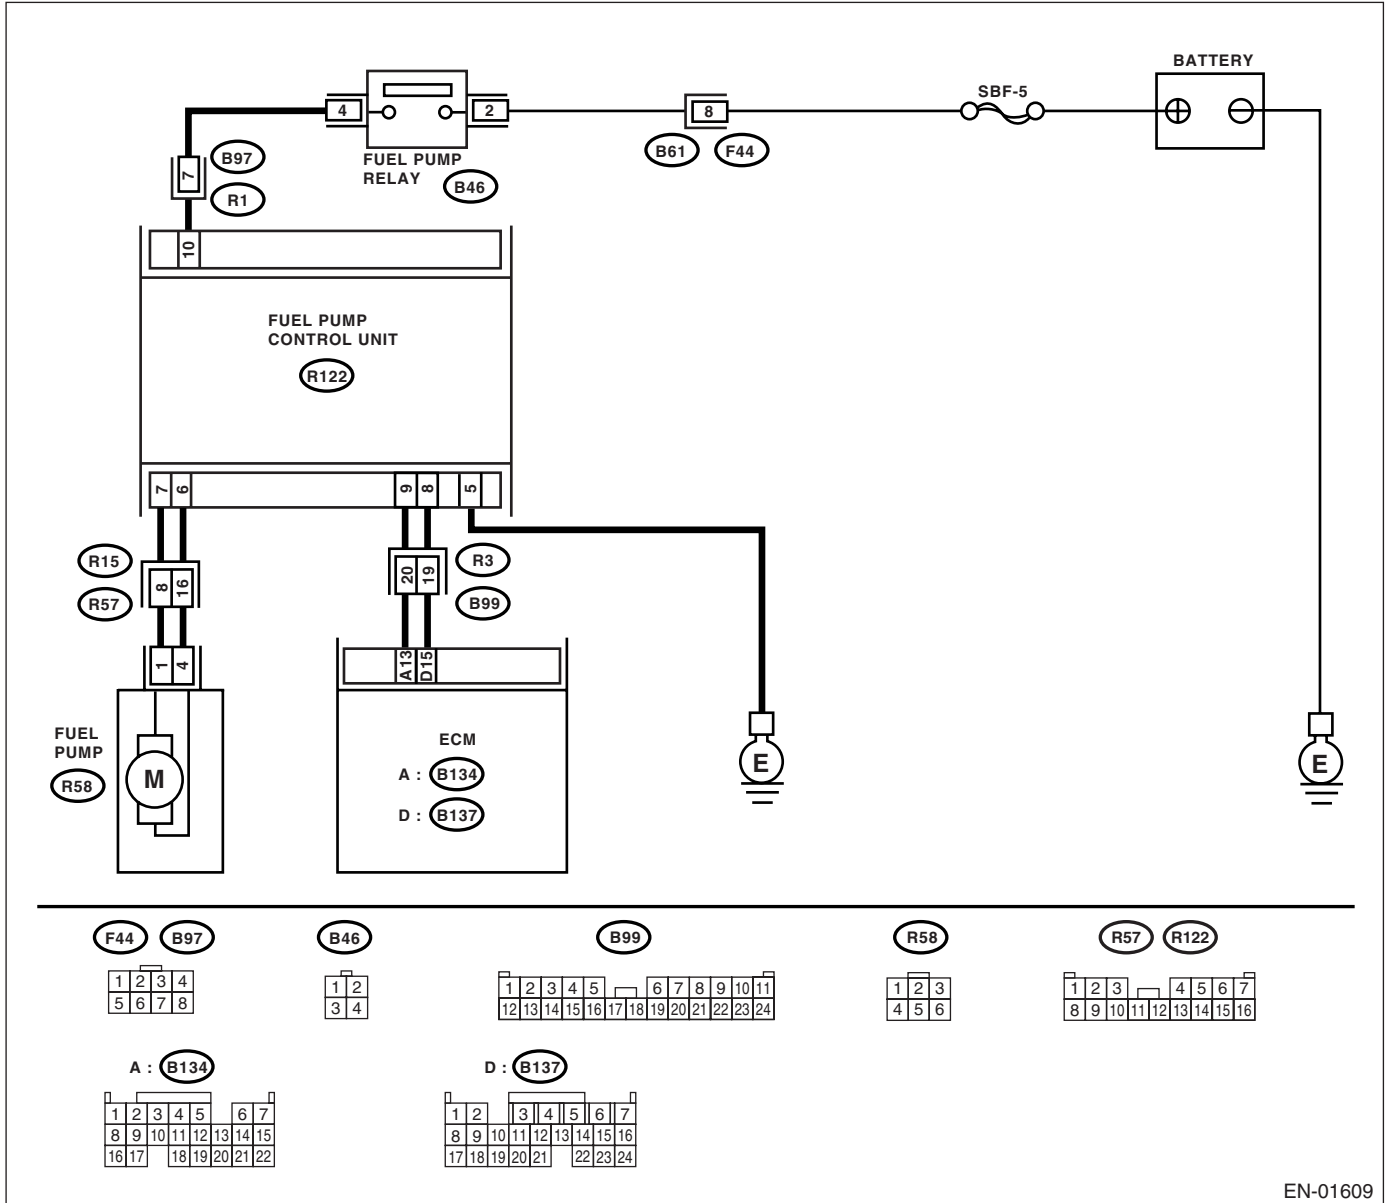 BATTERY
SBF-5
4
2
8
FUEL PUMP
RELAY
B46
B61
F44
7
B97
R1
10
FUEL PUMP
CONTROL UNIT
R122
7 6
9 8
5
R15
R57
8 16
20 19
R3
B99
1 4
A13 D15
FUEL
PUMP
R58
M
ECM
A : B134
D : B137
E
E
F44 B97
1 2 3 4
5 6 7 8
B46
1 2
3 4
B99
1 2 3 4 5 6 7 8 9 10 11
12 13 14 15 16 17 18 19 20 21 22 23 24
R58
1 2 3
4 5 6
R57 R122
1 2 3 4 5 6 7
8 9 10 11 12 13 14 15 16
A : B134
1 2 3 4 5 6 7
8 9 10 11 12 13 14 15
16 17 18 19 20 21 22
D : B137
1 2 3 4 5 6 7
8 9 10 11 12 13 14 15 16
17 18 19 20 21 22 23 24
EN-01609